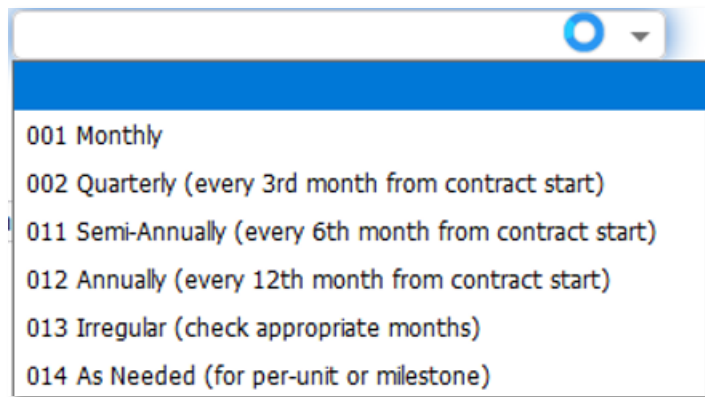 001 Monthly
002 Quarterly (every 3rd month from contract start)
011 Semi-Annually (every 6th month from contract start)
012 Annually (every 12th month from contract start)
013 Irregular (check appropriate months)
014 As Needed (for per-unit or milestone)